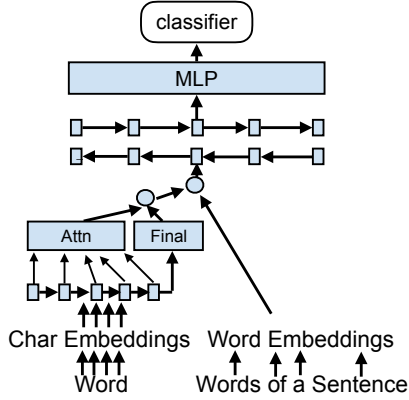 classifier
MLP
Attn Final
Char Embeddings Word Embeddings
Word Words of a Sentence